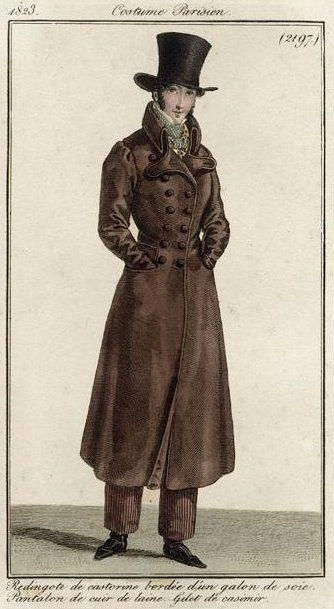 1823.
Costume Parisien.
(2197.)
Redingote de castorine bordée d'un galon de soie.
Pantalon de cuir de laine. Gilet de casimir.